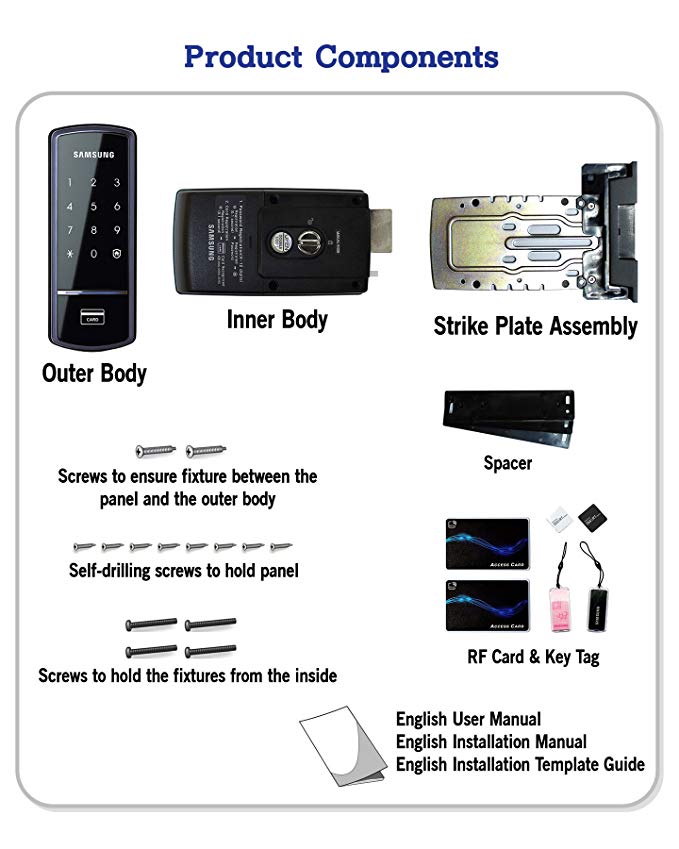 Product Components
SAMSUNG
1 2 3
4 5 6
7 8 9
* 0
CARD
Outer Body
SAMSUNG
Inner Body
Strike Plate Assembly
Screws to ensure fixture between the
panel and the outer body
Spacer
Self-drilling screws to hold panel
ACCESS CARD
ACCESS CARD
SAMSUNG
RF Card & Key Tag
Screws to hold the fixtures from the inside
English User Manual
English Installation Manual
English Installation Template Guide